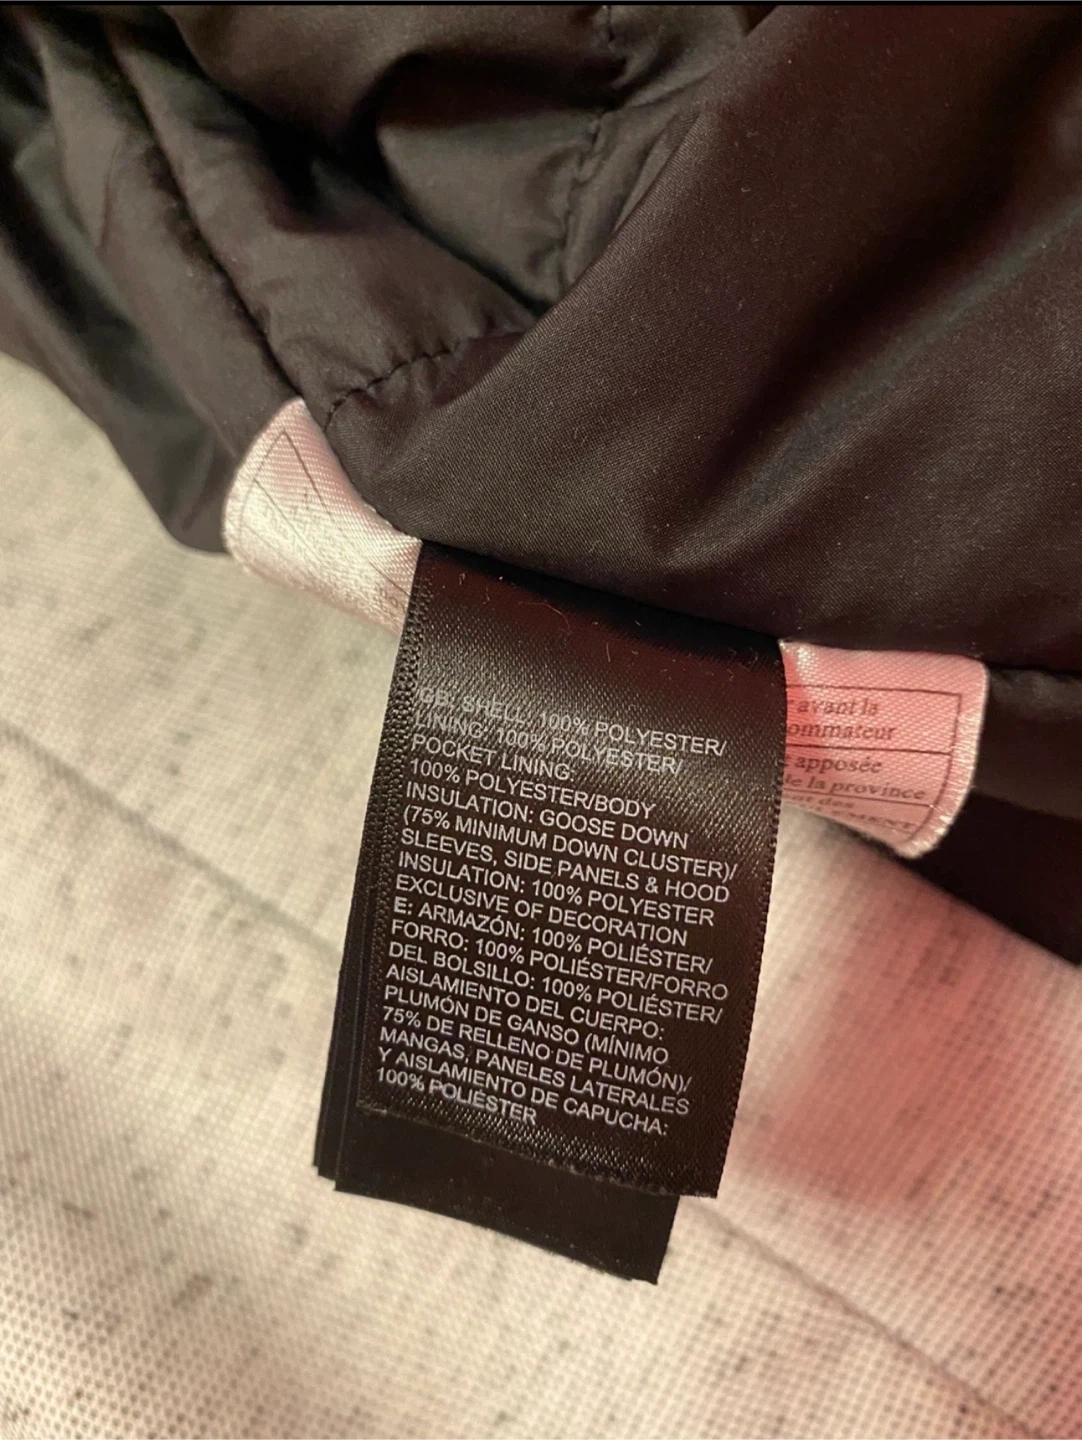 GB: SHELL: 100% POLYESTER/
LINING: 100% POLYESTER/
POCKET LINING:
100% POLYESTER/BODY
INSULATION: GOOSE DOWN
(75% MINIMUM DOWN CLUSTER)/
SLEEVES, SIDE PANELS & HOOD
INSULATION: 100% POLYESTER
EXCLUSIVE OF DECORATION
E: ARMAZÓN: 100% POLIÉSTER/
FORRO: 100% POLIÉSTER/FORRO
DEL BOLSILLO: 100% POLIÉSTER/
AISLAMIENTO DEL CUERPO:
PLUMÓN DE GANSO (MÍNIMO
75% DE RELLENO DE PLUMÓN)/
MANGAS, PANELES LATERALES
Y AISLAMIENTO DE CAPUCHA:
100% POLIÉSTER
avant la
ommateur
apposée
de la province